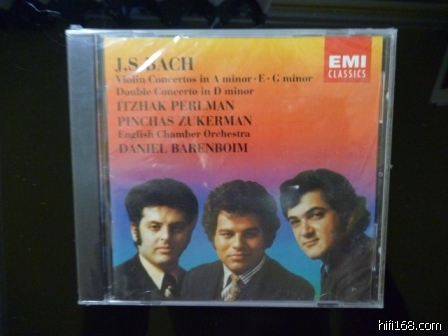 J.S. BACH
Violin Concertos in A minor · E · G minor
Double Concerto in D minor
ITZHAK PERLMAN
PINCHAS ZUKERMAN
English Chamber Orchestra
DANIEL BARENBOIM
EMI
CLASSICS
hifi168.com